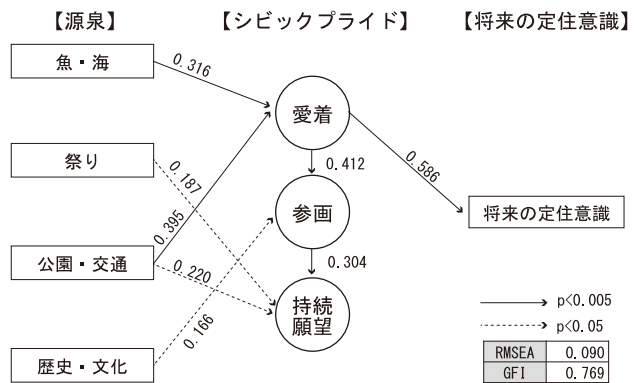 【源泉】
【シビックプライド】
【将来の定住意識】
魚・海
0.316
愛着
祭り
0.187
0.412
0.586
0.395
参画
将来の定住意識
公園・交通
0.220
0.304
0.166
持続
願望
歴史・文化
p<0.005
p<0.05
RMSEA 0.090
GFI 0.769